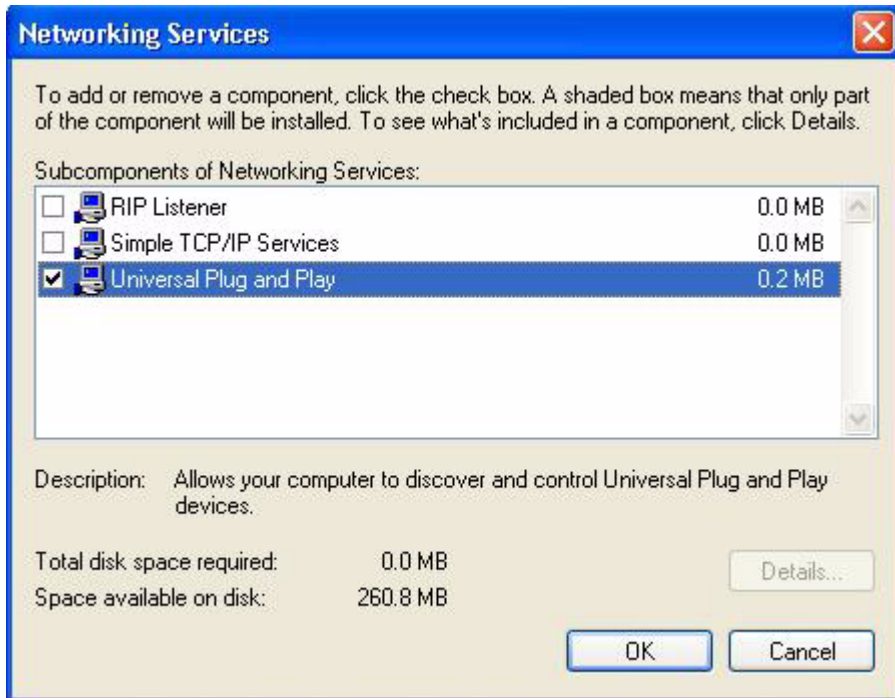 Networking Services
To add or remove a component, click the check box. A shaded box means that only part
of the component will be installed. To see what's included in a component, click Details.
Subcomponents of Networking Services:
RIP Listener 0.0 MB
Simple TCP/IP Services 0.0 MB
Universal Plug and Play 0.2 MB
Description: Allows your computer to discover and control Universal Plug and Play
devices.
Total disk space required: 0.0 MB
Space available on disk: 260.8 MB
Details...
OK Cancel